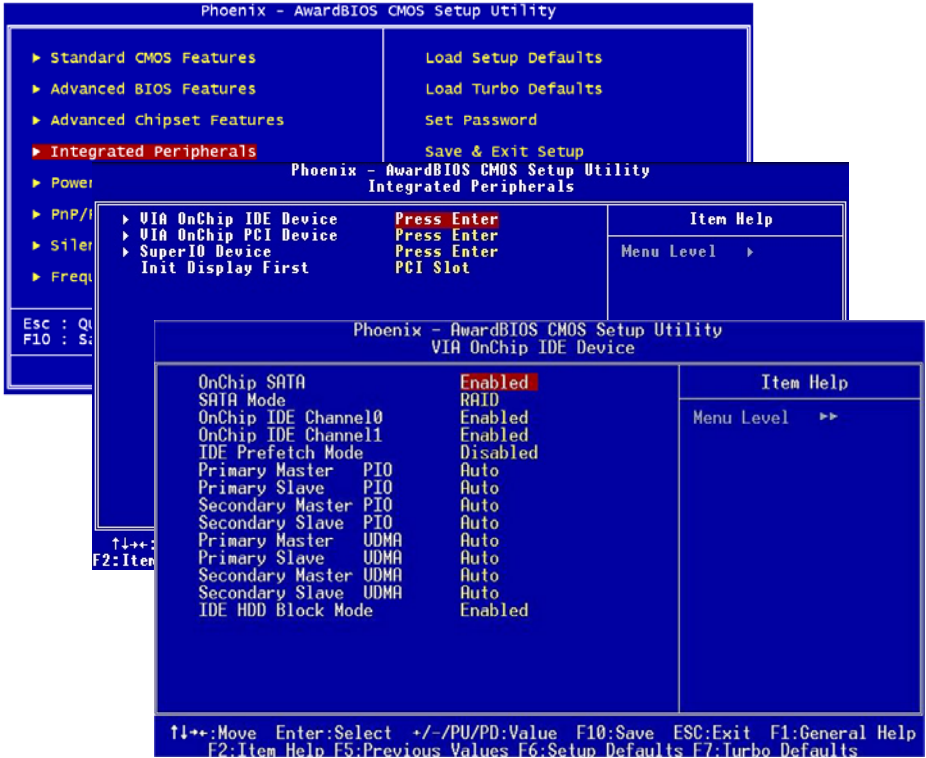 Phoenix - AwardBIOS CMOS Setup Utility
Standard CMOS Features
Advanced BIOS Features
Advanced Chipset Features
Integrated Peripherals
Load Setup Defaults
Load Turbo Defaults
Set Password
Save & Exit Setup
Power
PnP/
Esc :
F10 :
Phoenix - AwardBIOS CMOS Setup Utility
Integrated Peripherals
VIA OnChip IDE Device Press Enter
VIA OnChip PCI Device Press Enter
SuperIO Device Press Enter
Init Display First PCI Slot
Item Help
Menu Level
↑↓→←:
F2:Item
Phoenix - AwardBIOS CMOS Setup Utility
VIA OnChip IDE Device
OnChip SATA Enabled
SATA Mode RAID
OnChip IDE Channel0 Enabled
OnChip IDE Channel1 Enabled
IDE Prefetch Mode Disabled
Primary Master PIO Auto
Primary Slave PIO Auto
Secondary Master PIO Auto
Secondary Slave PIO Auto
Primary Master UDMA Auto
Primary Slave UDMA Auto
Secondary Master UDMA Auto
Secondary Slave UDMA Auto
IDE HDD Block Mode Enabled
Item Help
Menu Level
↑↓→←:Move Enter:Select +/-/PU/PD:Value F10:Save ESC:Exit F1:General Help
F2:Item Help F5:Previous Values F6:Setup Defaults F7:Turbo Defaults